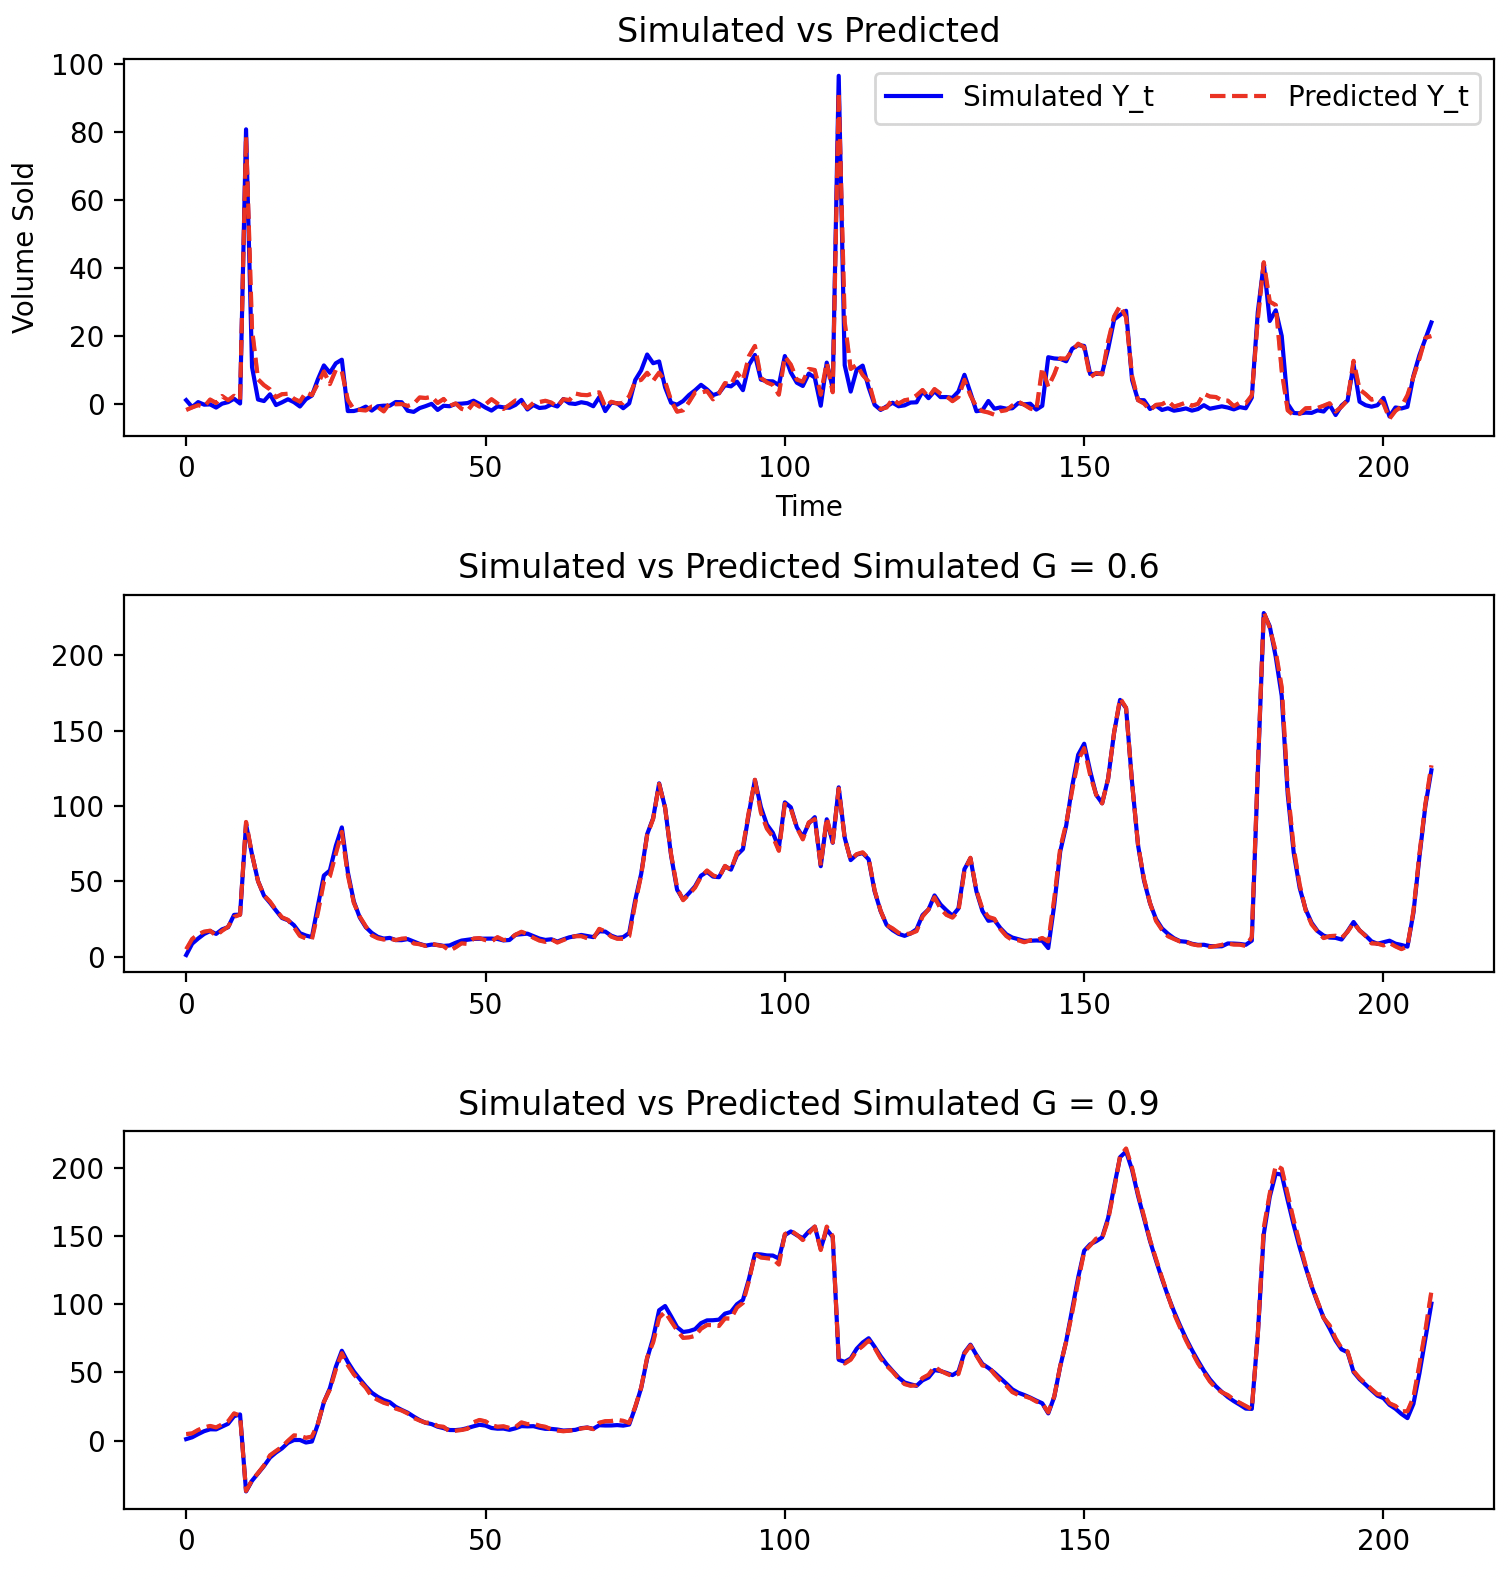 Simulated vs Predicted
Simulated Y_t Predicted Y_t
Volume Sold
100
80
60
40
20
0
0 50 100 150 200
Time
Simulated vs Predicted Simulated G = 0.6
200
150
100
50
0
0 50 100 150 200
Simulated vs Predicted Simulated G = 0.9
200
150
100
50
0
0 50 100 150 200